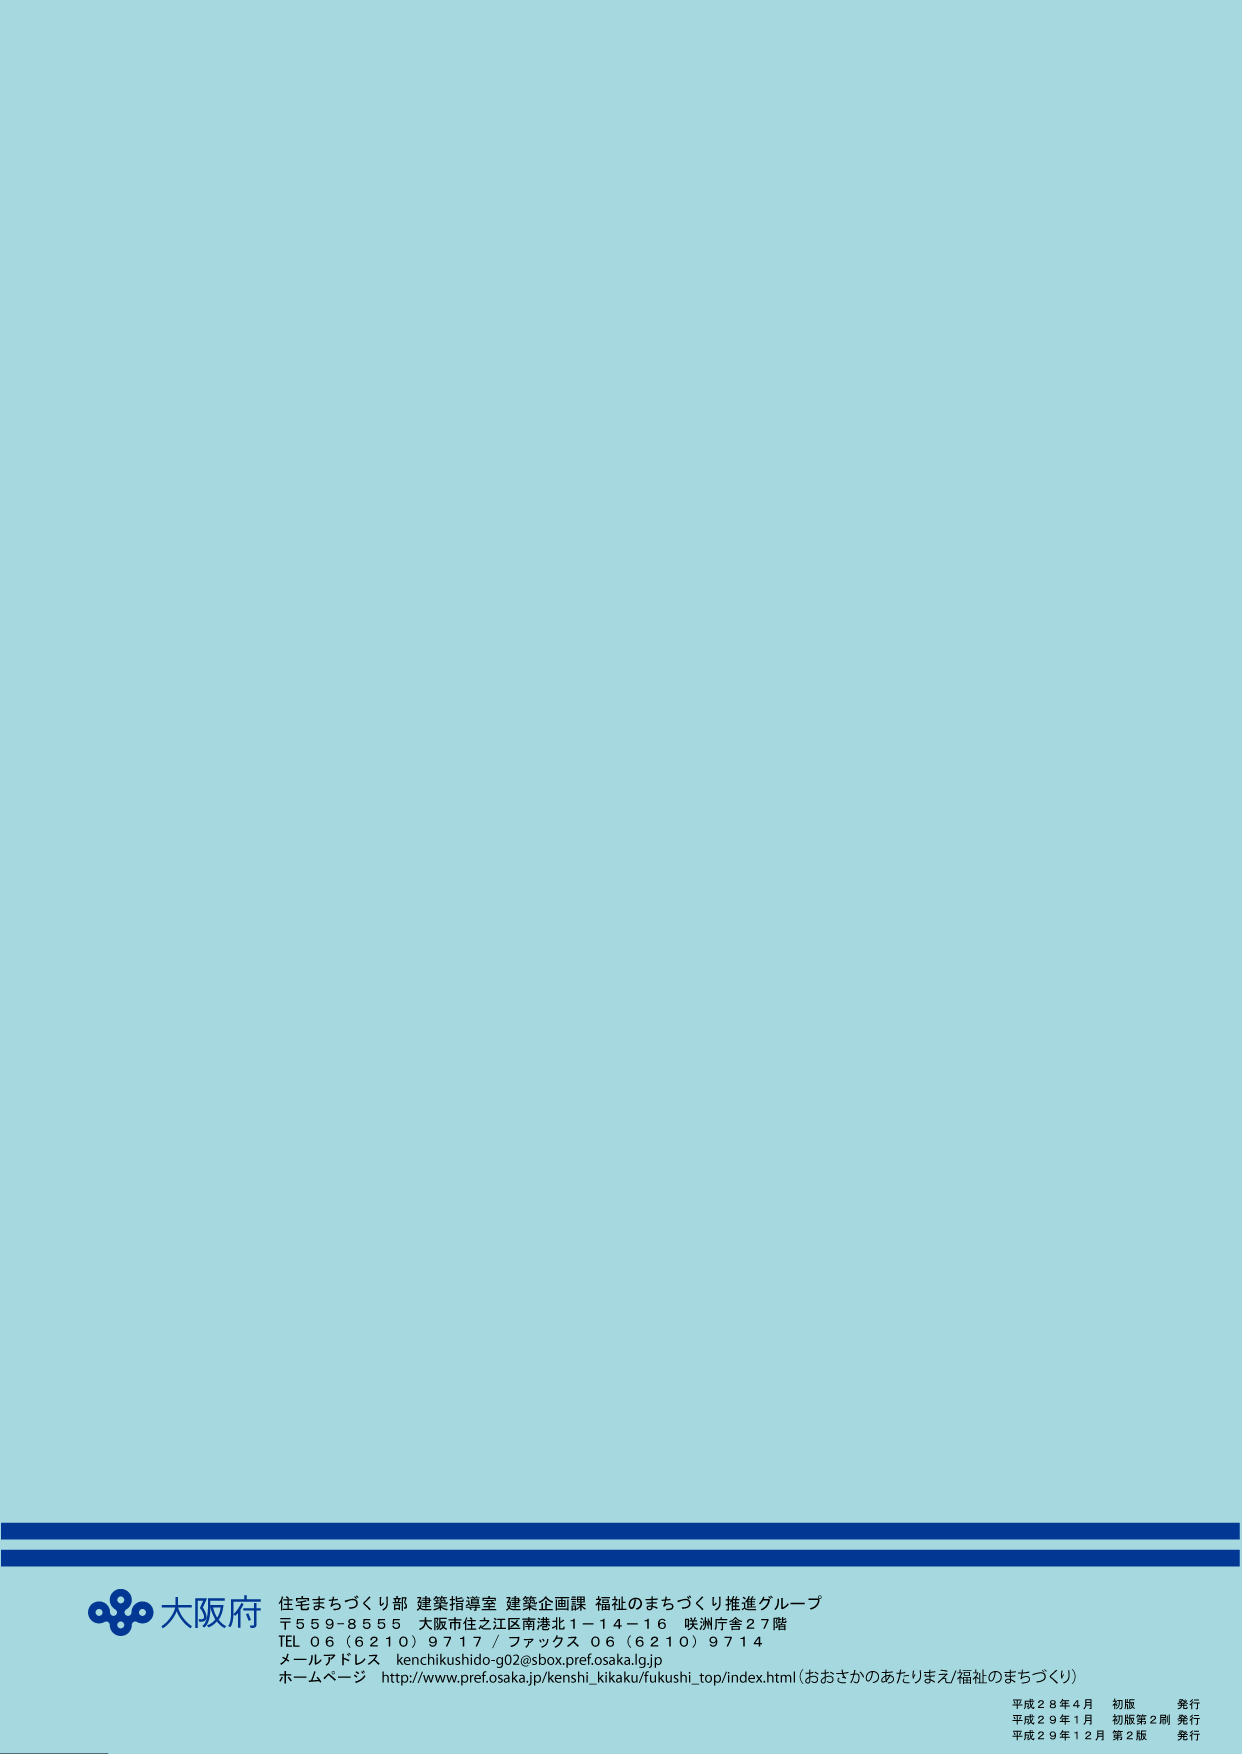 大阪府
住宅まちづくり部 建築指導室 建築企画課 福祉のまちづくり推進グループ
〒５５９-８５５５　大阪市住之江区南港北１－１４－１６　咲洲庁舎２７階
TEL ０６（６２１０）９７１７ / ファックス ０６（６２１０）９７１４
メールアドレス　kenchikushido-g02@sbox.pref.osaka.lg.jp
ホームページ　http://www.pref.osaka.jp/kenshi_kikaku/fukushi_top/index.html（おおさかのあたりまえ/福祉のまちづくり）
平成２８年４月　初版　　　発行
平成２９年１月　初版第２刷 発行
平成２９年１２月 第２版　　発行